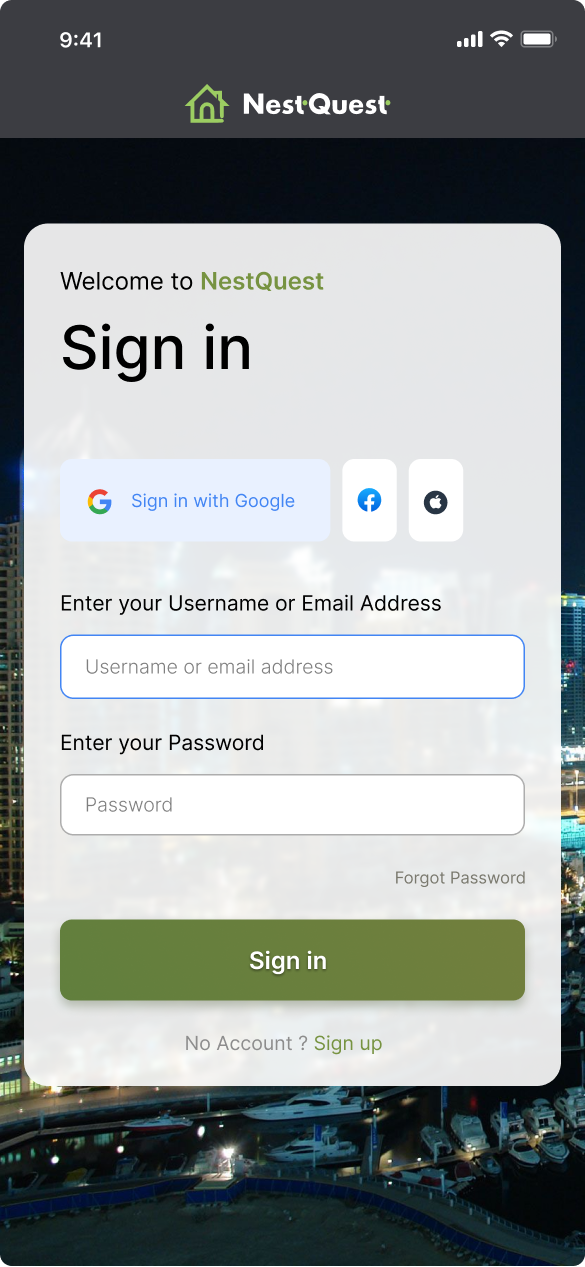 9:41
Nest·Quest
Welcome to NestQuest
Sign in
Sign in with Google
Enter your Username or Email Address
Username or email address
Enter your Password
Password
Forgot Password
Sign in
No Account ? Sign up